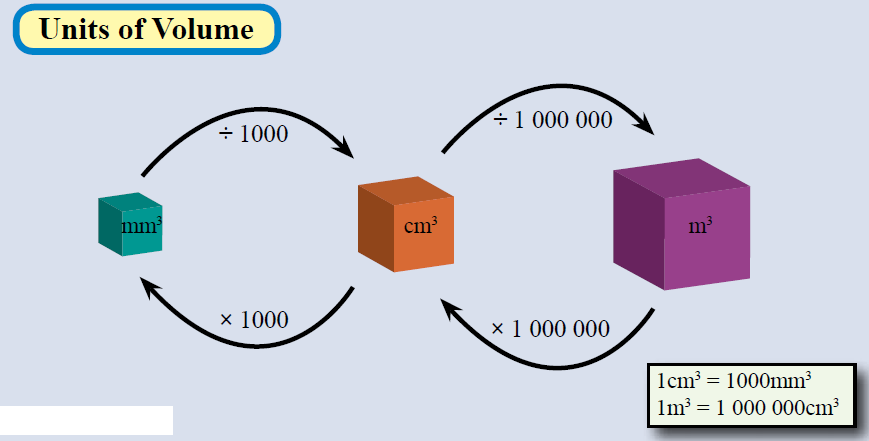 Units of Volume
÷ 1000
÷ 1 000 000
mm³
cm³
m³
× 1000
× 1 000 000
1cm³ = 1000mm³
1m³ = 1 000 000cm³